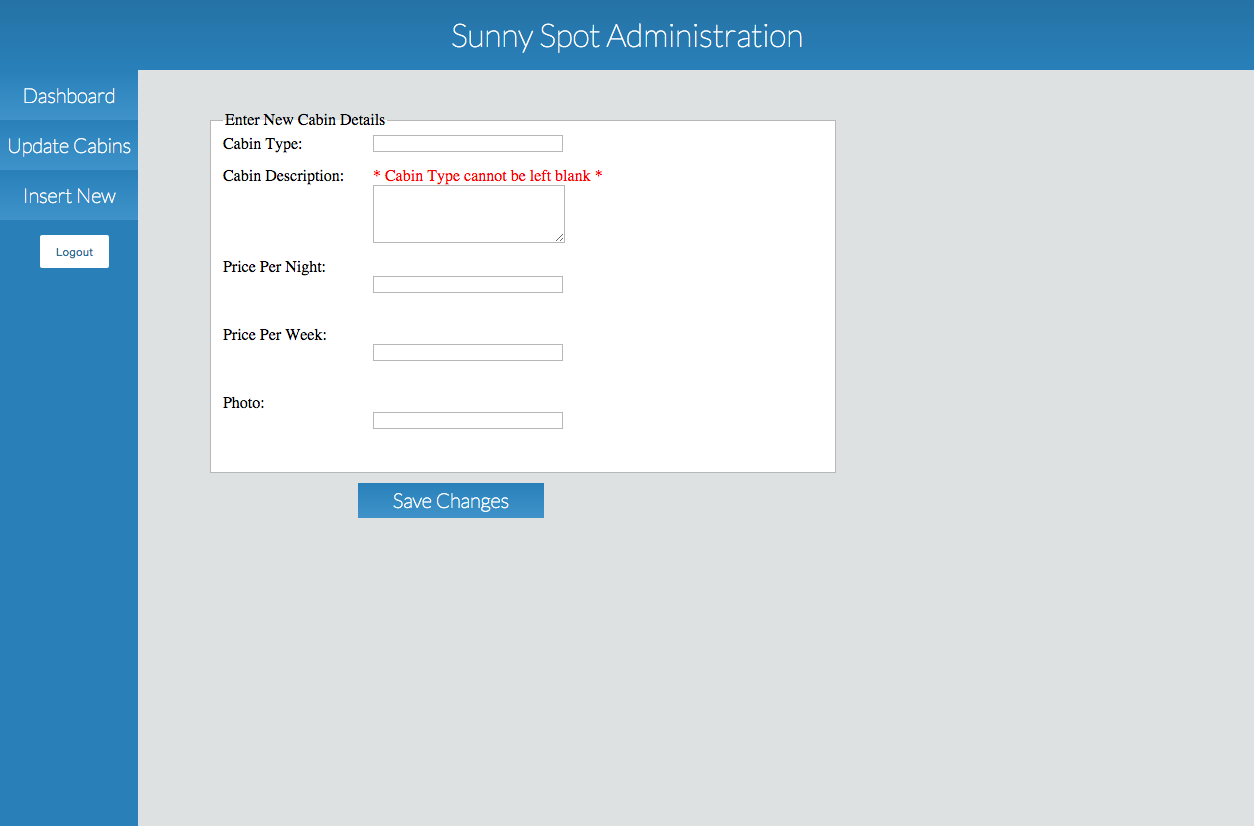 Sunny Spot Administration
Dashboard
Update Cabins
Insert New
Logout
Enter New Cabin Details
Cabin Type:
Cabin Description: * Cabin Type cannot be left blank *
Price Per Night:
Price Per Week:
Photo:
Save Changes